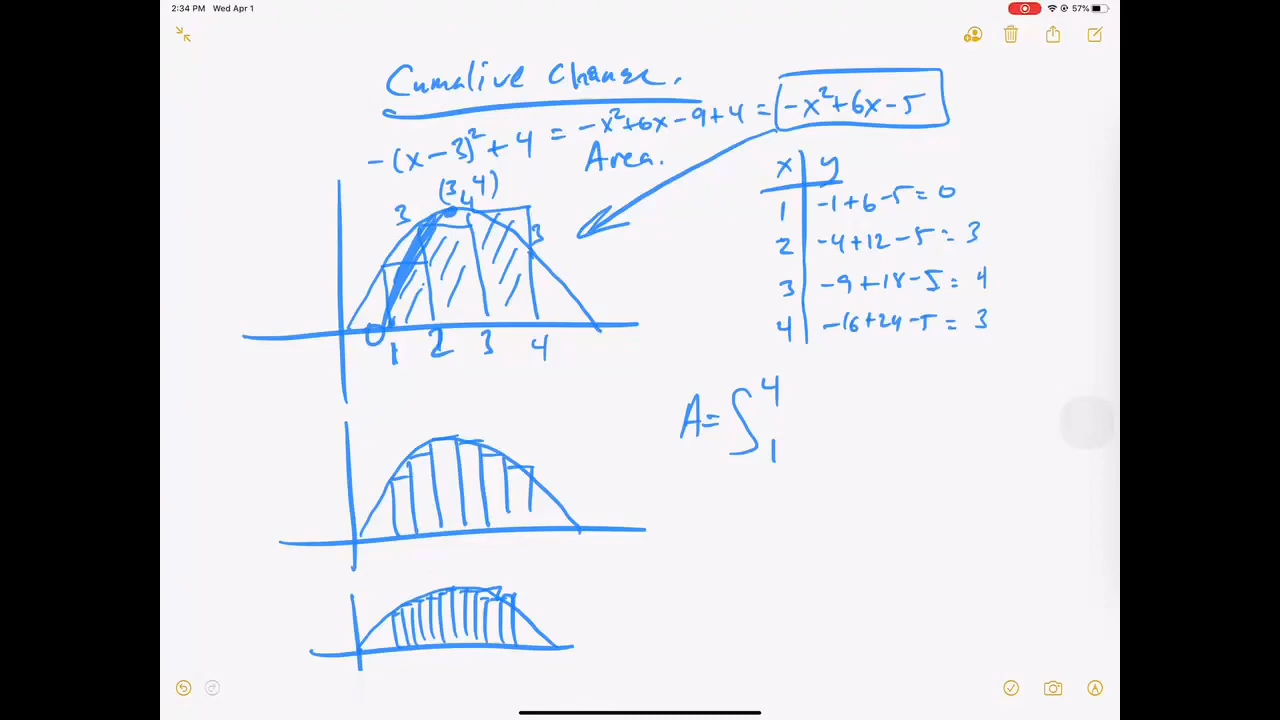 2:34 PM Wed Apr 1
57%
Cumalive Change.
-(x-3)²+4 = -x²+6x-9+4 = -x²+6x-5
Area.
(3,4)
3 4 3
0 1 2 3 4
x y
1 -1+6-5=0
2 -4+12-5=3
3 -9+18-5=4
4 -16+24-5=3
A=∫₁⁴